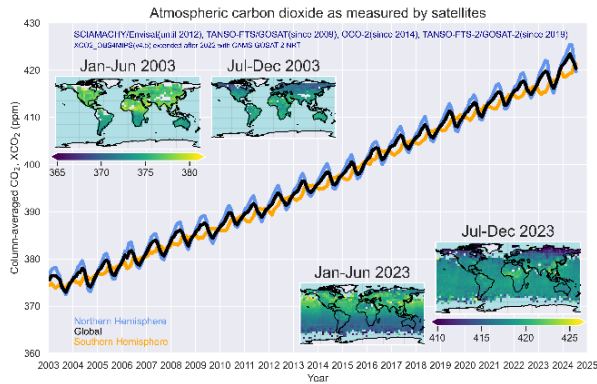 Atmospheric carbon dioxide as measured by satellites
SCIAMACHY/Envisat(until 2012), TANSO-FTS/GOSAT(since 2009), OCO-2(since 2014), TANSO-FTS-2/GOSAT-2(since 2019)
XCO2_OBS4MIPS(v4.5) extended after 2022 with CAMS GOSAT-2 NRT
Jan-Jun 2003
Jul-Dec 2003
365 370 375 380
Column-averaged CO₂, XCO₂ (ppm)
430
420
410
400
390
380
370
360
Jul-Dec 2023
Jan-Jun 2023
410 415 420 425
Northern Hemisphere
Global
Southern Hemisphere
2003 2004 2005 2006 2007 2008 2009 2010 2011 2012 2013 2014 2015 2016 2017 2018 2019 2020 2021 2022 2023 2024 2025
Year